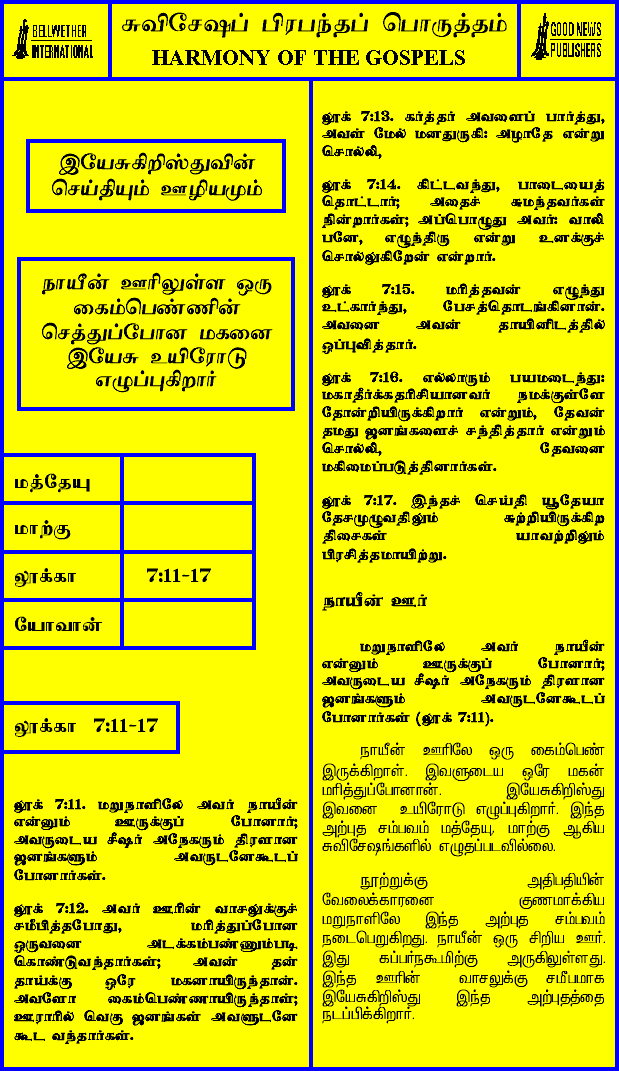 BELLWETHER
INTERNATIONAL
சுவிசேஷப் பிரபந்தப் பொருத்தம்
HARMONY OF THE GOSPELS
GOOD NEWS
PUBLISHERS
இயேசுகிறிஸ்துவின்
செய்தியும் ஊழியமும்
நாயீன் ஊரிலுள்ள ஒரு
கைம்பெண்ணின்
செத்துப்போன மகனை
இயேசு உயிரோடு
எழுப்புகிறார்
மத்தேயு
மாற்கு
லூக்கா 7:11-17
யோவான்
லூக்கா 7:11-17
லூக் 7:11. மறுநாளிலே அவர் நாயீன்
என்னும் ஊருக்குப் போனார்;
அவருடைய சீஷர் அநேகரும் திரளான
ஜனங்களும் அவருடனேகூடப்
போனார்கள்.
லூக் 7:12. அவர் ஊரின் வாசலுக்குச்
சமீபித்தபோது, மரித்துப்போன
ஒருவனை அடக்கம்பண்ணும்படி
கொண்டுவந்தார்கள்; அவன் தன்
தாய்க்கு ஒரே மகனாயிருந்தான்.
அவளோ கைம்பெண்ணாயிருந்தாள்;
ஊராரில் வெகு ஜனங்கள் அவளுடனே
கூட வந்தார்கள்.
லூக் 7:13. கர்த்தர் அவளைப் பார்த்து,
அவள் மேல் மனதுருகி: அழாதே என்று
சொல்லி,
லூக் 7:14. கிட்டவந்து, பாடையைத்
தொட்டார்; அதைச் சுமந்தவர்கள்
நின்றார்கள்; அப்பொழுது அவர்: வாலி
பனே, எழுந்திரு என்று உனக்குச்
சொல்லுகிறேன் என்றார்.
லூக் 7:15. மரித்தவன் எழுந்து
உட்கார்ந்து, பேசத்தொடங்கினான்.
அவனை அவன் தாயினிடத்தில்
ஒப்புவித்தார்.
லூக் 7:16. எல்லாரும் பயமடைந்து:
மகாதீர்க்கதரிசியானவர் நமக்குள்ளே
தோன்றியிருக்கிறார் என்றும், தேவன்
தமது ஜனங்களைச் சந்தித்தார் என்றும்
சொல்லி, தேவனை
மகிமைப்படுத்தினார்கள்.
லூக் 7:17. இந்தச் செய்தி யூதேயா
தேசமுழுவதிலும் சுற்றியிருக்கிற
திசைகள் யாவற்றிலும்
பிரசித்தமாயிற்று.
நாயீன் ஊர்
மறுநாளிலே அவர் நாயீன்
என்னும் ஊருக்குப் போனார்;
அவருடைய சீஷர் அநேகரும் திரளான
ஜனங்களும் அவருடனேகூடப்
போனார்கள் (லூக் 7:11).
நாயீன் ஊரிலே ஒரு கைம்பெண்
இருக்கிறாள். இவளுடைய ஒரே மகன்
மரித்துப்போனான். இயேசுகிறிஸ்து
இவனை உயிரோடு எழுப்புகிறார். இந்த
அற்புத சம்பவம் மத்தேயு, மாற்கு ஆகிய
சுவிசேஷங்களில் எழுதப்படவில்லை.
நூற்றுக்கு அதிபதியின்
வேலைக்காரனை குணமாக்கிய
மறுநாளிலே இந்த அற்புத சம்பவம்
நடைபெறுகிறது. நாயீன் ஒரு சிறிய ஊர்.
இது கப்பர்நகூமிற்கு அருகிலுள்ளது.
இந்த ஊரின் வாசலுக்கு சமீபமாக
இயேசுகிறிஸ்து இந்த அற்புதத்தை
நடப்பிக்கிறார்.